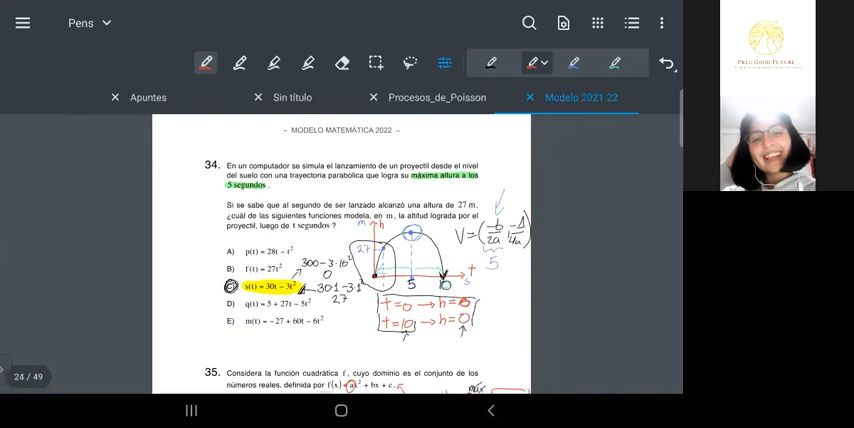 Pens
PREU GOOD FUTURE
Apuntes
Sin título
Procesos_de_Poisson
Modelo 2021-22
– MODELO MATEMÁTICA 2022 –
34. En un computador se simula el lanzamiento de un proyectil desde el nivel
del suelo con una trayectoria parabólica que logra su máxima altura a los
5 segundos .
Si se sabe que al segundo de ser lanzado alcanzó una altura de 27 m,
¿cuál de las siguientes funciones modela, en m, la altitud lograda por el
proyectil, luego de t segundos ?
A) p(t) = 28t – t²
B) f(t) = 27t²
C) s(t) = 30t – 3t²
D) q(t) = 5 + 27t – 5t²
E) m(t) = –27 + 60t – 6t²
300 – 3·10²
0
30·1 – 3·1²
27
m h
27
5
10
t
s
V = (-b/2a, -Δ/4a)
5
t = 0 → h = 0
t = 10 → h = 0
35. Considera la función cuadrática f, cuyo dominio es el conjunto de los
números reales, definida por f(x) = ax² + bx + c.
máx
24 / 49